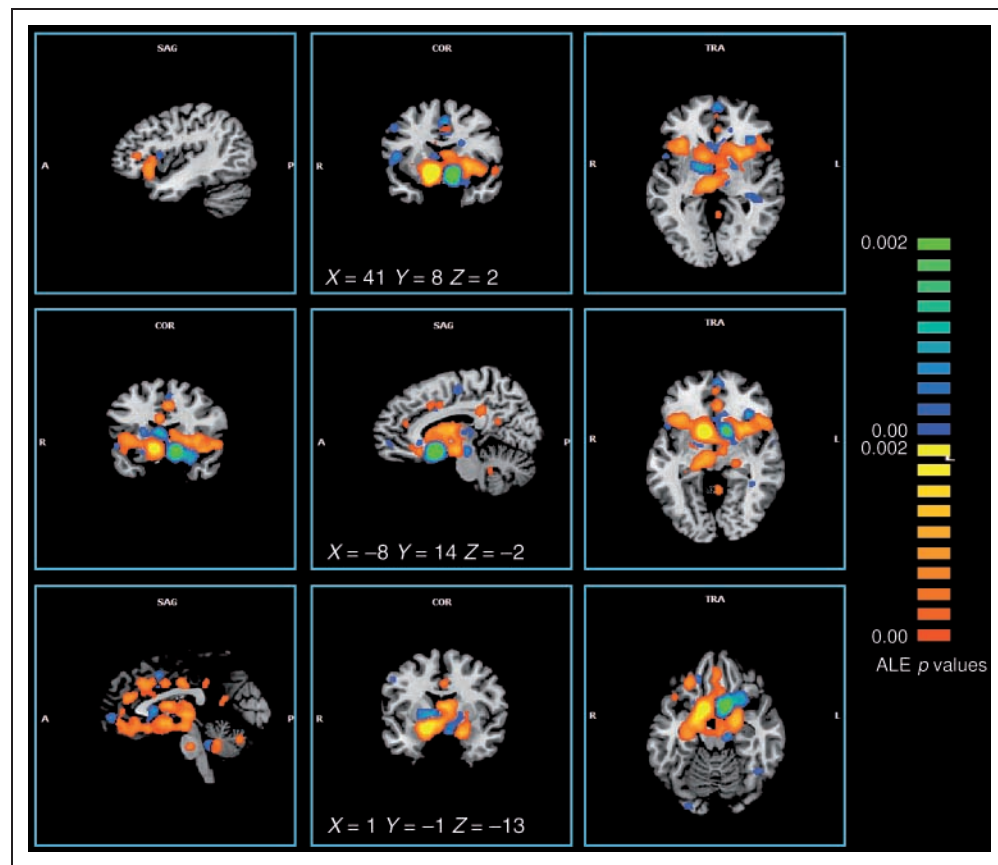 SAG
COR
TRA
A
P
R
R
L
X = 41 Y = 8 Z = 2
COR
SAG
TRA
R
A
P
R
L
X = –8 Y = 14 Z = –2
SAG
COR
TRA
A
P
R
R
L
X = 1 Y = –1 Z = –13
0.002
0.00
0.002
0.00
ALE p values